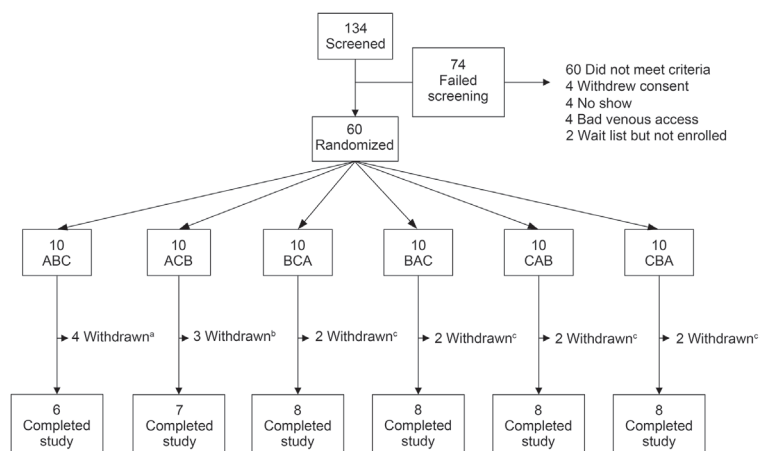 134
Screened
74
Failed
screening
60 Did not meet criteria
4 Withdrew consent
4 No show
4 Bad venous access
2 Wait list but not enrolled
60
Randomized
10
ABC
10
ACB
10
BCA
10
BAC
10
CAB
10
CBA
4 Withdrawnᵃ
3 Withdrawnᵇ
2 Withdrawnᶜ
2 Withdrawnᶜ
2 Withdrawnᶜ
2 Withdrawnᶜ
6
Completed
study
7
Completed
study
8
Completed
study
8
Completed
study
8
Completed
study
8
Completed
study